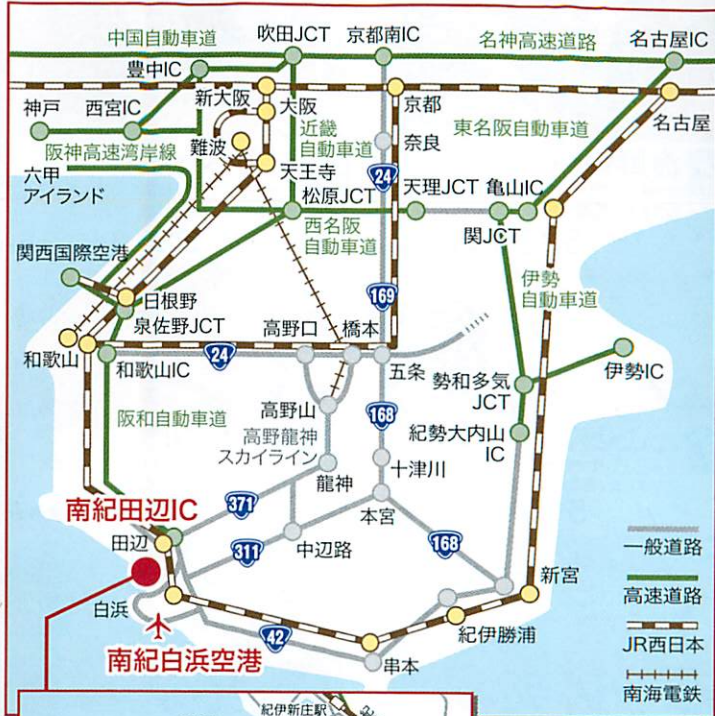 中国自動車道
吹田JCT
京都南IC
名神高速道路
名古屋IC
豊中IC
新大阪
大阪
京都
名古屋
神戸
西宮IC
近畿
自動車道
奈良
東名阪自動車道
阪神高速湾岸線
難波
24
六甲
アイランド
天王寺
松原JCT
天理JCT
亀山IC
西名阪
自動車道
関JCT
関西国際空港
伊勢
自動車道
日根野
169
泉佐野JCT
高野口
橋本
和歌山
和歌山IC
24
五条
伊勢IC
勢和多気
JCT
阪和自動車道
高野山
168
紀勢大内山
IC
高野龍神
スカイライン
十津川
龍神
南紀田辺IC
371
本宮
田辺
311
中辺路
168
一般道路
新宮
高速道路
白浜
42
紀伊勝浦
JR西日本
南紀白浜空港
串本
南海電鉄
紀伊新庄駅